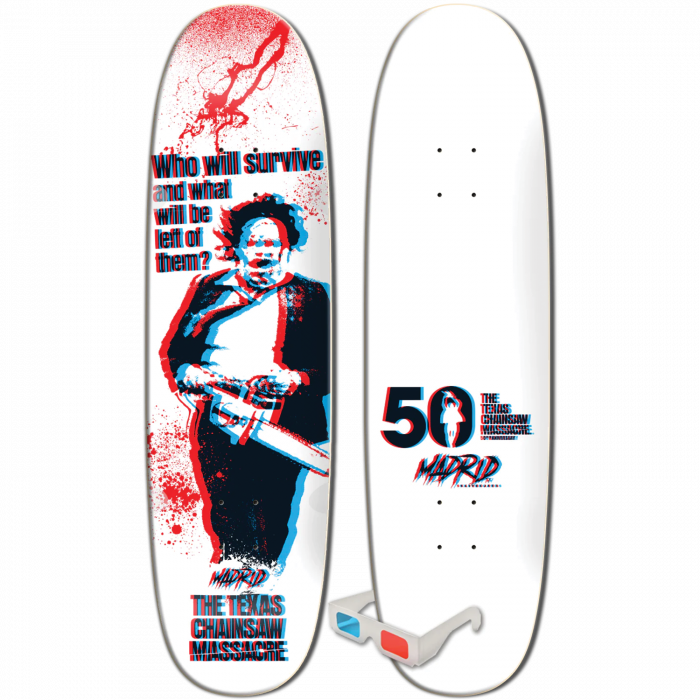 Who will survive
and what
will be
left of
them?
MADRID
THE TEXAS
CHAINSAW
MASSACRE
50
THE
TEXAS
CHAINSAW
MASSACRE
MADRID